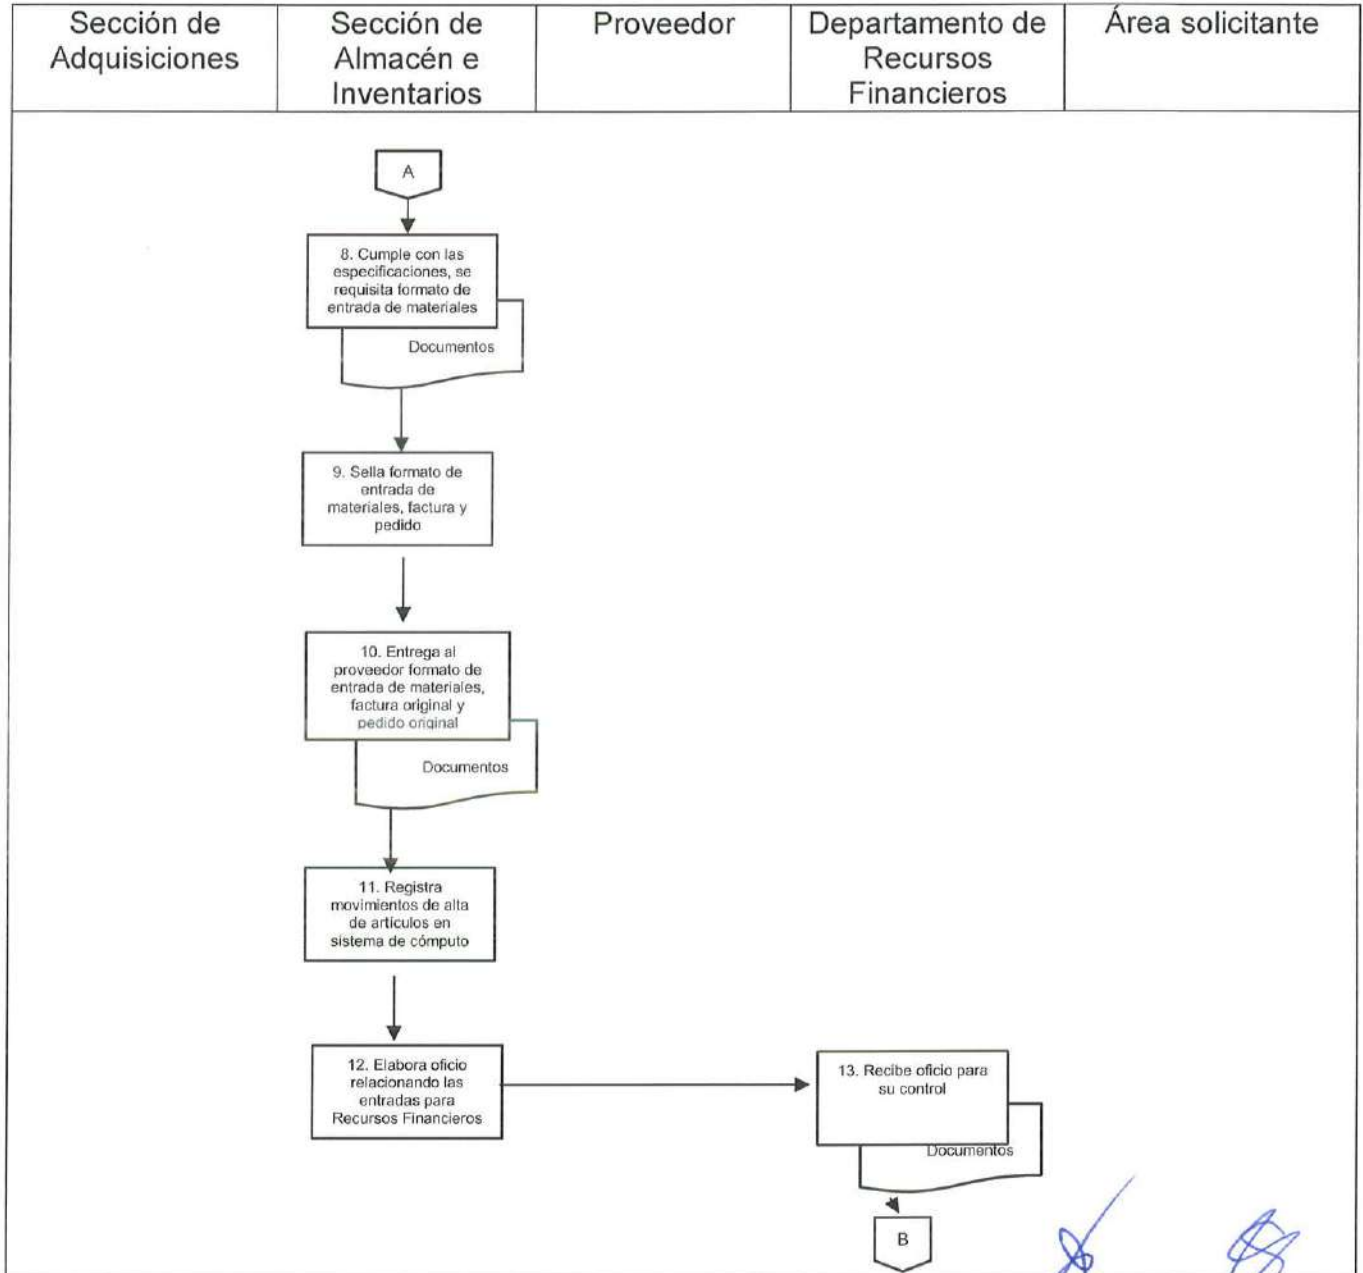 Sección de
Adquisiciones
Sección de
Almacén e
Inventarios
Proveedor
Departamento de
Recursos
Financieros
Área solicitante
A
8. Cumple con las
especificaciones, se
requisita formato de
entrada de materiales
Documentos
9. Sella formato de
entrada de
materiales, factura y
pedido
10. Entrega al
proveedor formato de
entrada de materiales,
factura original y
pedido original
Documentos
11. Registra
movimientos de alta
de artículos en
sistema de cómputo
12. Elabora oficio
relacionando las
entradas para
Recursos Financieros
13. Recibe oficio para
su control
Documentos
B